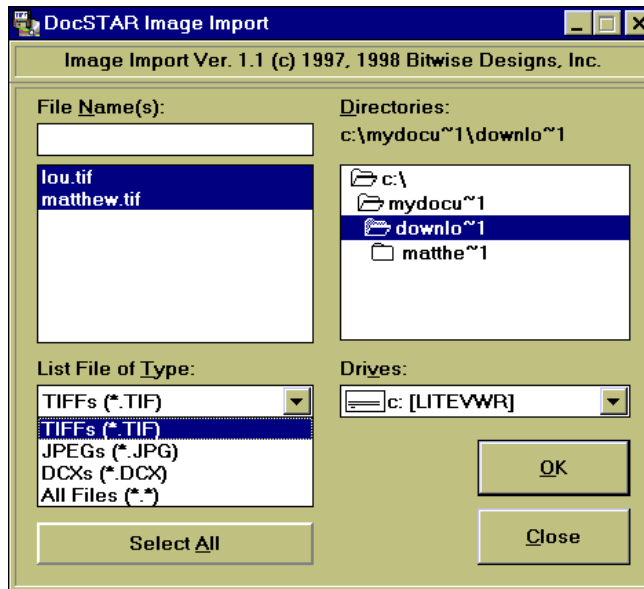 DocSTAR Image Import
Image Import Ver. 1.1 (c) 1997, 1998 Bitwise Designs, Inc.
File Name(s):
lou.tif
matthew.tif
Directories:
c:\mydocu~1\downlo~1
c:\
mydocu~1
downlo~1
matthe~1
List File of Type:
TIFFs (*.TIF)
TIFFs (*.TIF)
JPEGs (*.JPG)
DCXs (*.DCX)
All Files (*.*)
Drives:
c: [LITEVWR]
Select All
OK
Close